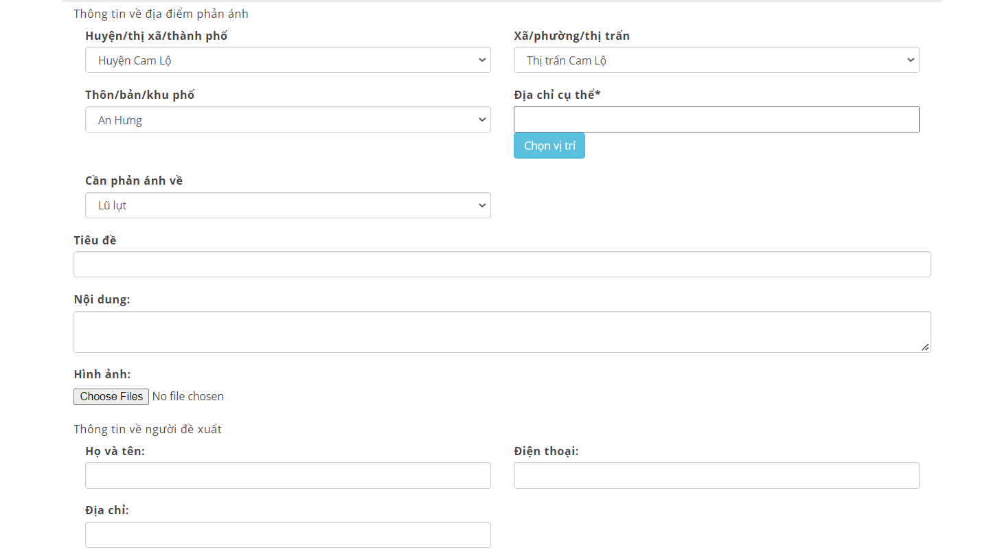 Thông tin về địa điểm phản ánh
Huyện/thị xã/thành phố
Xã/phường/thị trấn
Huyện Cam Lộ
Thị trấn Cam Lộ
Thôn/bản/khu phố
Địa chỉ cụ thể*
An Hưng
Chọn vị trí
Cần phản ánh về
Lũ lụt
Tiêu đề
Nội dung:
Hình ảnh:
Choose Files No file chosen
Thông tin về người đề xuất
Họ và tên:
Điện thoại:
Địa chỉ: